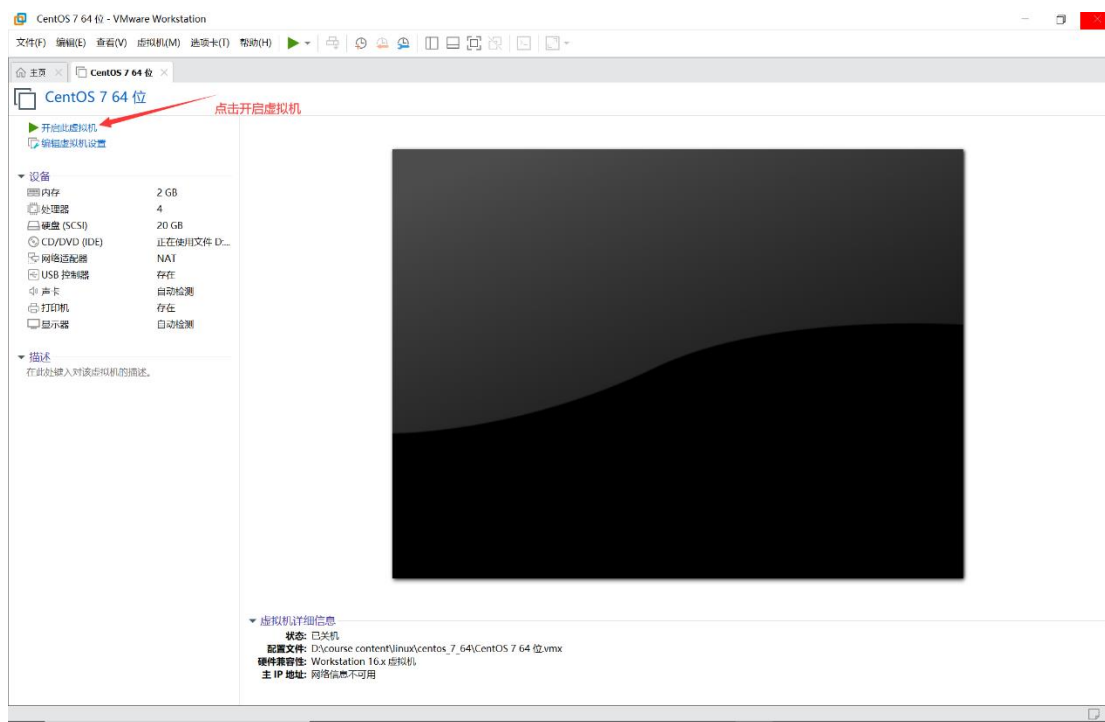 CentOS 7 64 位 - VMware Workstation
文件(F) 编辑(E) 查看(V) 虚拟机(M) 选项卡(T) 帮助(H)
主页 CentOS 7 64 位
CentOS 7 64 位
点击开启虚拟机
开启此虚拟机
编辑虚拟机设置
设备
内存 2 GB
处理器 4
硬盘 (SCSI) 20 GB
CD/DVD (IDE) 正在使用文件 D:...
网络适配器 NAT
USB 控制器 存在
声卡 自动检测
打印机 存在
显示器 自动检测
描述
在此处键入对该虚拟机的描述。
虚拟机详细信息
状态: 已关机
配置文件: D:\course content\linux\centos_7_64\CentOS 7 64 位.vmx
硬件兼容性: Workstation 16.x 虚拟机
主 IP 地址: 网络信息不可用